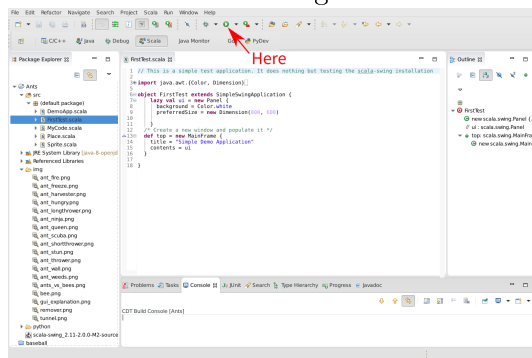 File Edit Refactor Navigate Search Project Scala Run Window Help
C/C++ Java Debug Scala Java Monitor PyDev
Here
Package Explorer
FirstTest.scala
Outline
Ants
src
(default package)
DemoApp.scala
FirstTest.scala
MyCode.scala
Place.scala
Sprite.scala
JRE System Library [java-8-openjd
Referenced Libraries
img
ant_fire.png
ant_freeze.png
ant_harvester.png
ant_hungry.png
ant_longthrower.png
ant_ninja.png
ant_queen.png
ant_scuba.png
ant_shortthrower.png
ant_stun.png
ant_thrower.png
ant_wall.png
ant_weeds.png
ants_vs_bees.png
bee.png
gui_explanation.png
remover.png
tunnel.png
python
scala-swing_2.11-2.0.0-M2-source
baseball
1 // This is a simple test application. It does nothing but testing the scala-swing installation
2
3 import java.awt.{Color, Dimension}
5
6 object FirstTest extends SimpleSwingApplication {
7 lazy val ui = new Panel {
8 background = Color.white
9 preferredSize = new Dimension(800, 600)
10
11 }
12 /* Create a new window and populate it */
13 def top = new MainFrame {
14 title = "Simple Demo Application"
15 contents = ui
16 }
17
18 }
FirstTest
new scala.swing.Panel {
ui : scala.swing.Panel
top: scala.swing.MainFra
new scala.swing.Main
Problems Tasks Console JUnit Search Type Hierarchy Progress Javadoc
CDT Build Console [Ants]